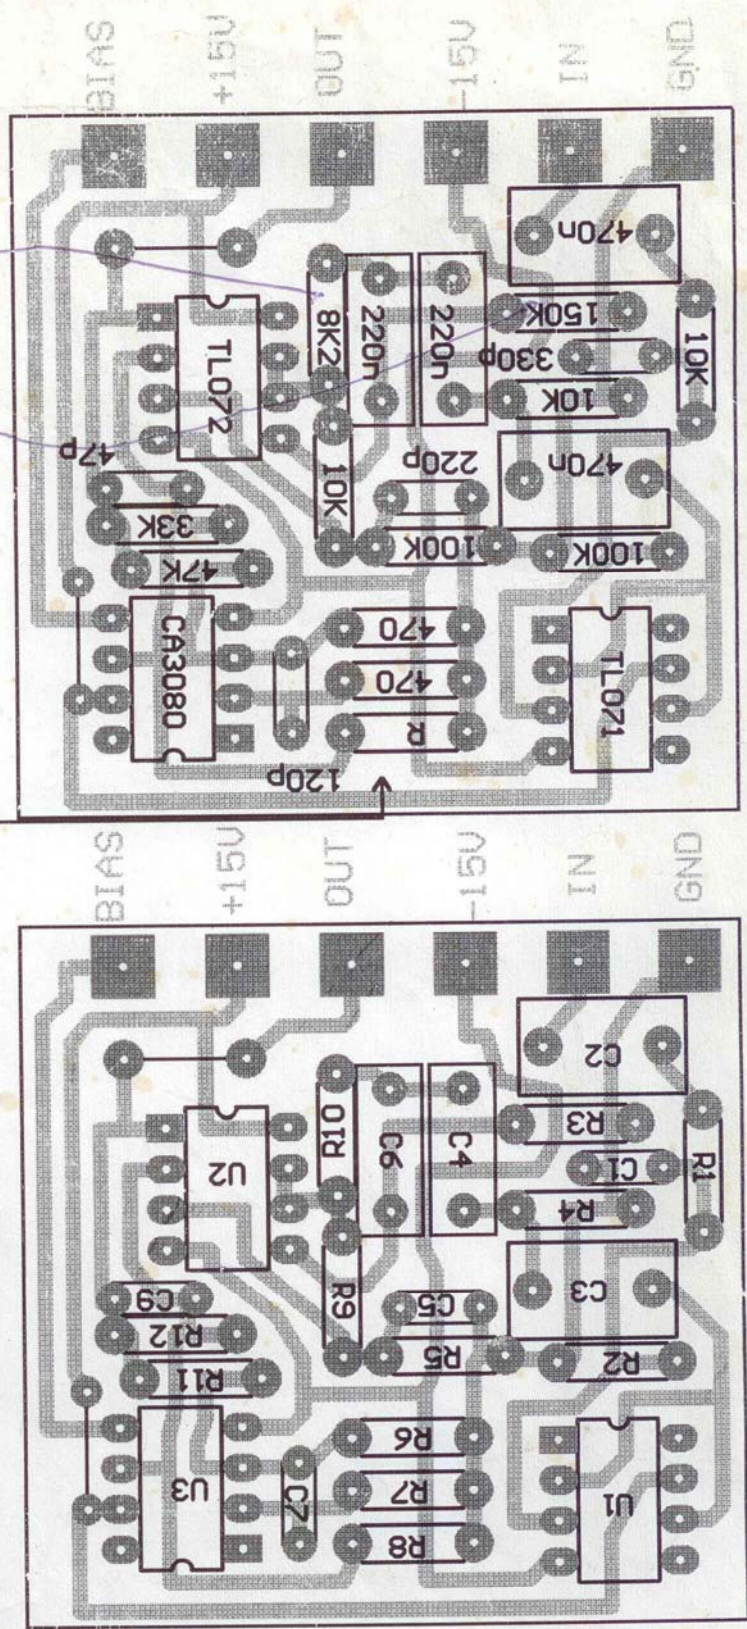 BIAS
+15V
OUT
-15V
IN
GND
470n
150K
8K2
220n
220n
TL072
330p
10K
10K
47p
10K
220p
470n
33K
100K
100K
47K
CA3080
470
TL071
470
R
120p
BIAS
+15V
OUT
-15V
IN
GND
C2
R3
R10
C6
C4
U2
C1
R1
R4
C9
R9
C5
C3
R12
R5
R2
R11
R6
U3
C7
R7
U1
R8